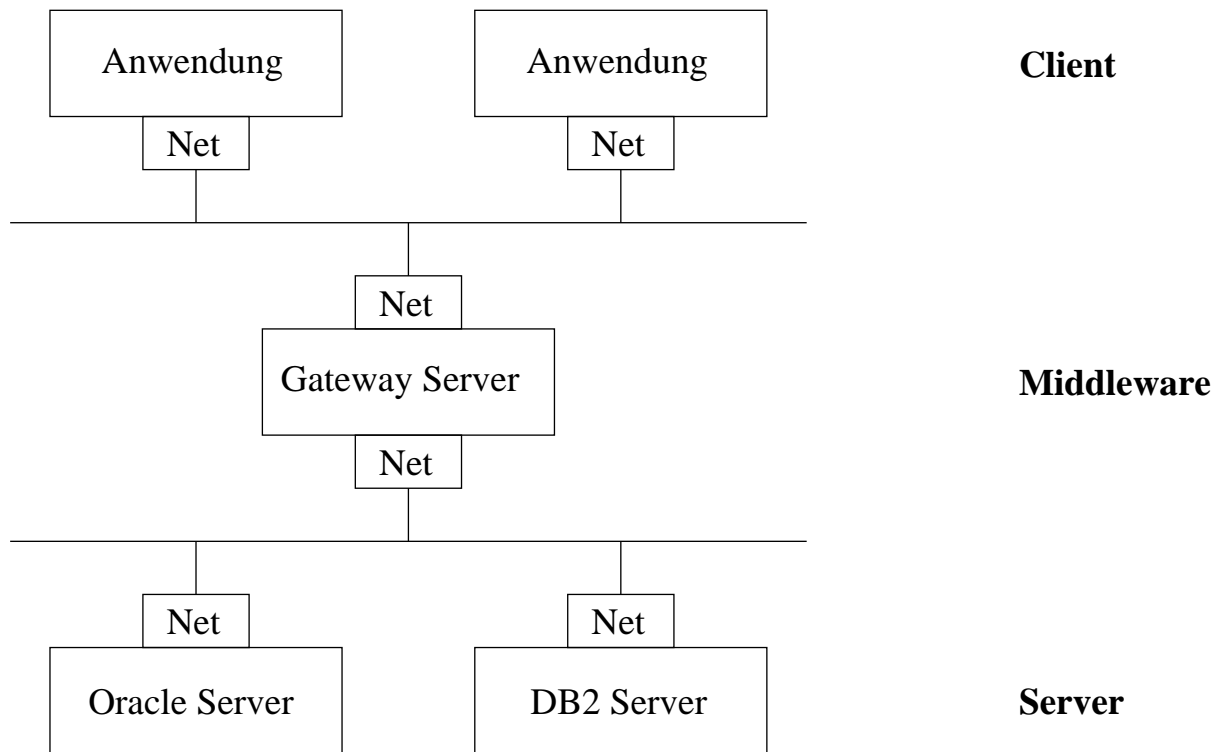 Anwendung Anwendung Client
Net Net
Net
Gateway Server Middleware
Net
Net Net
Oracle Server DB2 Server Server